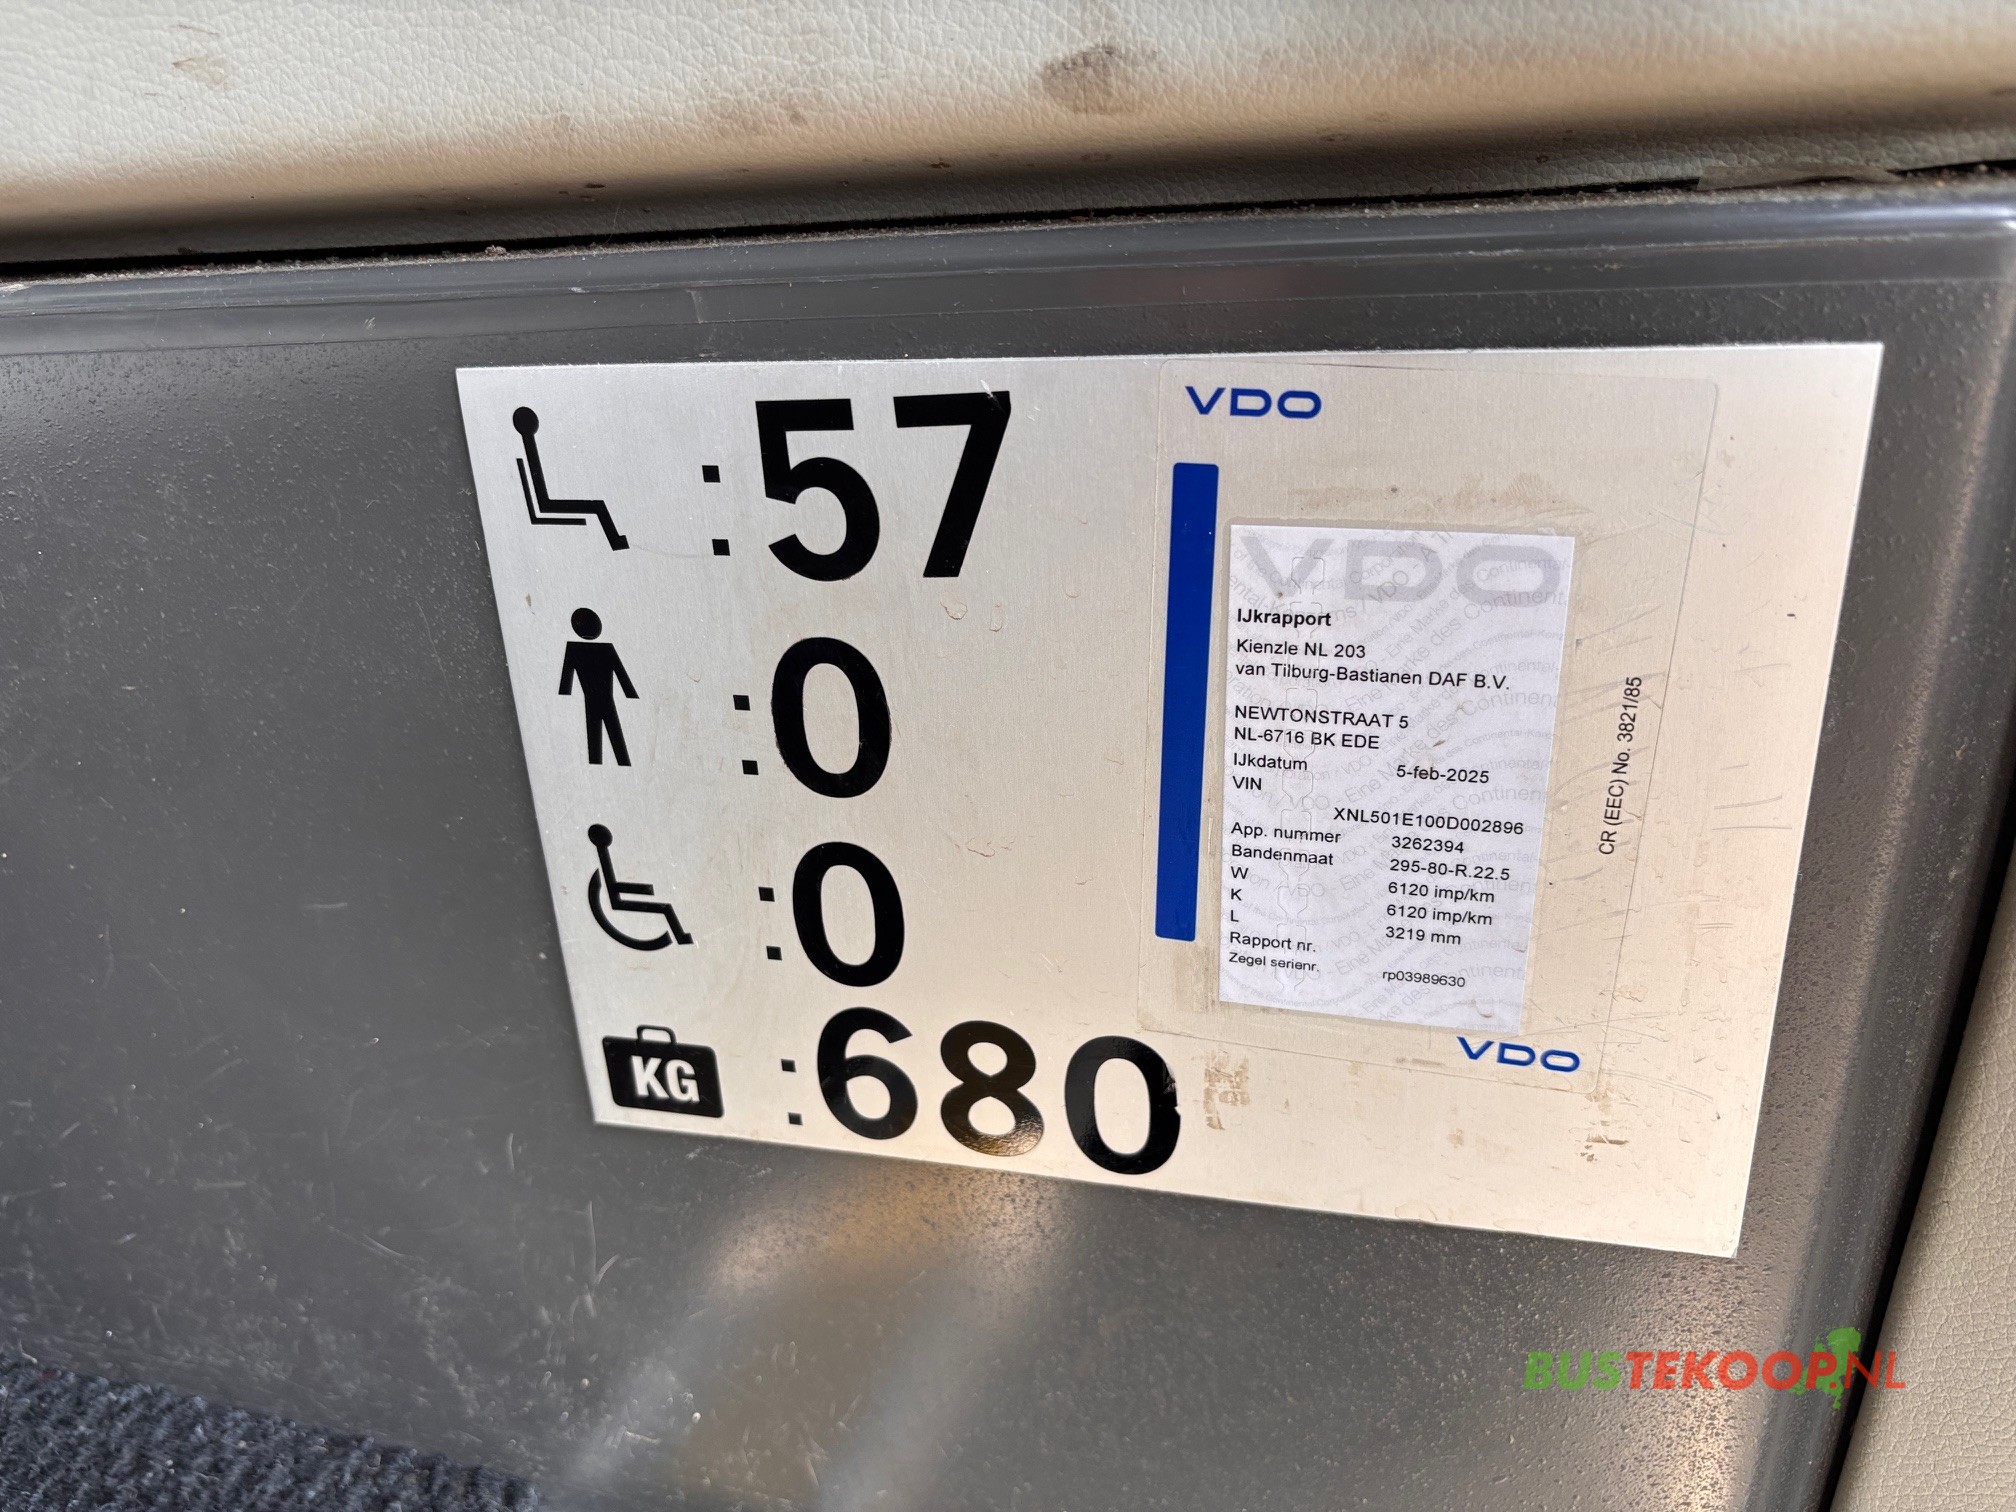 : 57
: 0
: 0
KG : 680
VDO
VDO
IJkrapport
Kienzle NL 203
van Tilburg-Bastianen DAF B.V.
NEWTONSTRAAT 5
NL-6716 BK EDE
IJkdatum 5-feb-2025
VIN
XNL501E100D002896
App. nummer 3262394
Bandenmaat 295-80-R.22.5
W 6120 imp/km
K 6120 imp/km
L 3219 mm
Rapport nr. rp03989630
Zegel serienr.
CR (EEC) No. 3821/85
VDO
BUSTEKOOP.NL